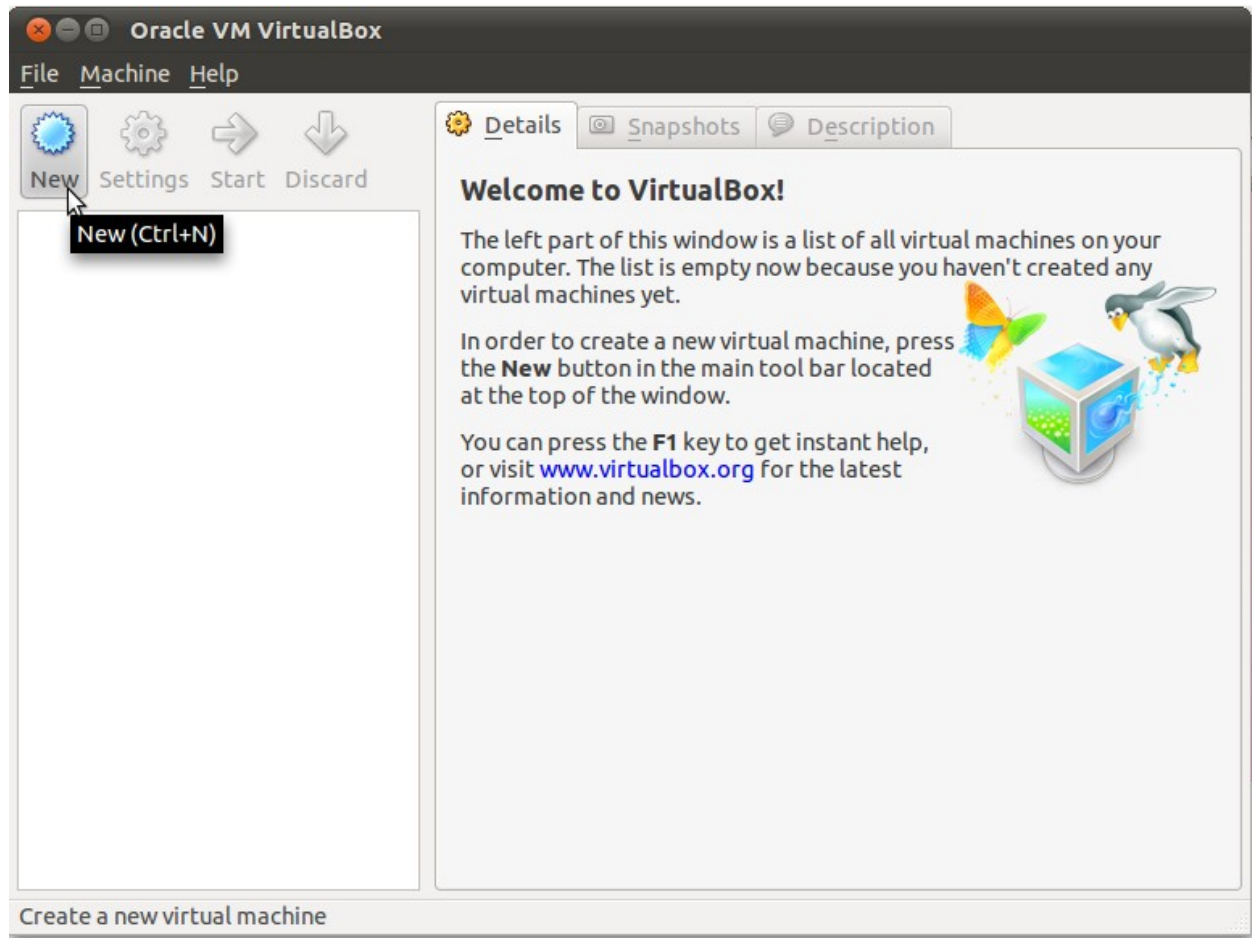 Oracle VM VirtualBox
File Machine Help
New Settings Start Discard
New (Ctrl+N)
Details Snapshots Description
Welcome to VirtualBox!
The left part of this window is a list of all virtual machines on your
computer. The list is empty now because you haven't created any
virtual machines yet.
In order to create a new virtual machine, press
the New button in the main tool bar located
at the top of the window.
You can press the F1 key to get instant help,
or visit www.virtualbox.org for the latest
information and news.
Create a new virtual machine